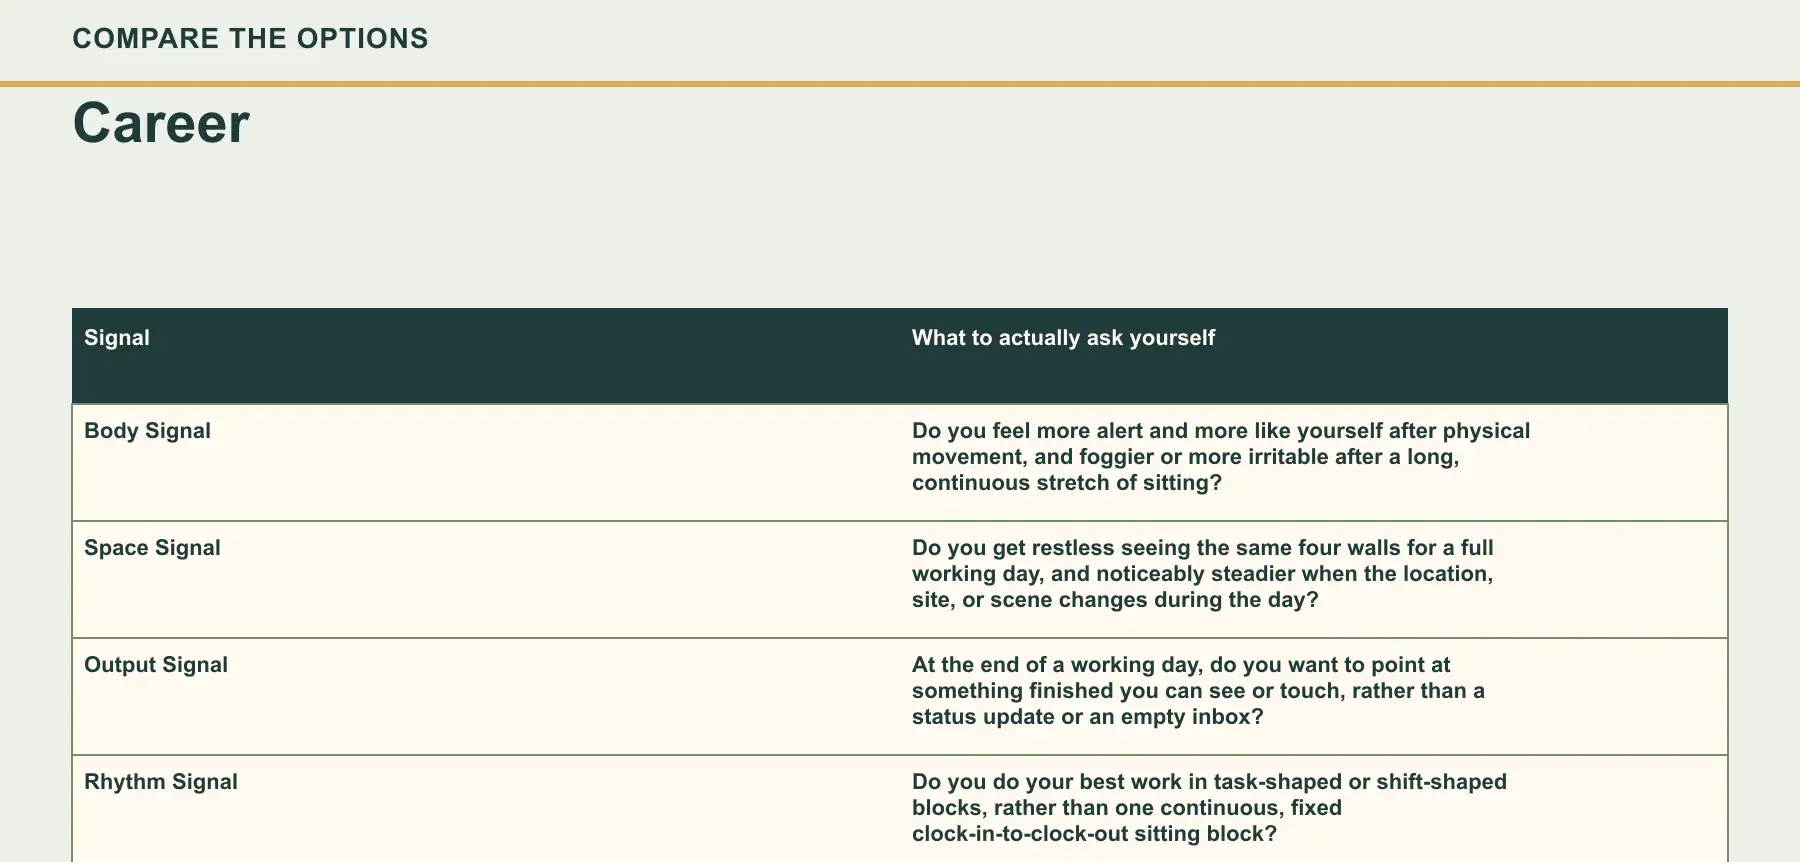 COMPARE THE OPTIONS
Career
Signal
What to actually ask yourself
Body Signal
Do you feel more alert and more like yourself after physical
movement, and foggier or more irritable after a long,
continuous stretch of sitting?
Space Signal
Do you get restless seeing the same four walls for a full
working day, and noticeably steadier when the location,
site, or scene changes during the day?
Output Signal
At the end of a working day, do you want to point at
something finished you can see or touch, rather than a
status update or an empty inbox?
Rhythm Signal
Do you do your best work in task-shaped or shift-shaped
blocks, rather than one continuous, fixed
clock-in-to-clock-out sitting block?